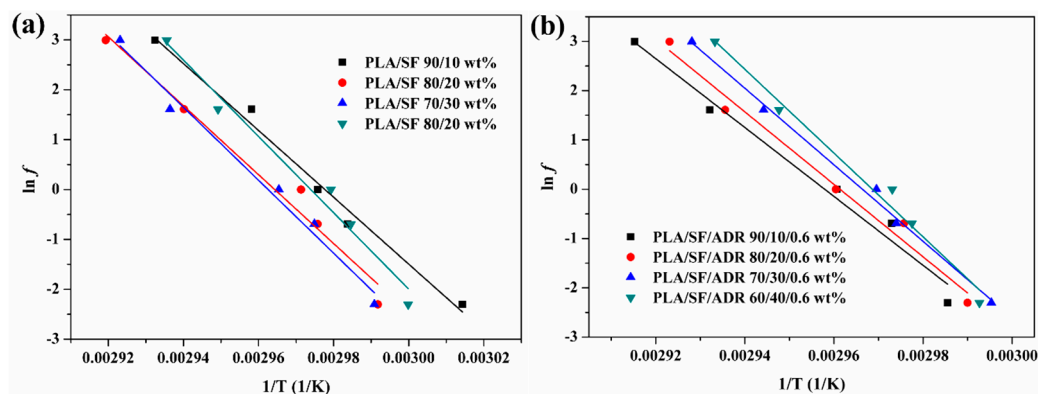 (a)
3
2
1
0
-1
-2
-3
ln f
PLA/SF 90/10 wt%
PLA/SF 80/20 wt%
PLA/SF 70/30 wt%
PLA/SF 80/20 wt%
0.00292 0.00294 0.00296 0.00298 0.00300 0.00302
1/T (1/K)
(b)
3
2
1
0
-1
-2
-3
ln f
PLA/SF/ADR 90/10/0.6 wt%
PLA/SF/ADR 80/20/0.6 wt%
PLA/SF/ADR 70/30/0.6 wt%
PLA/SF/ADR 60/40/0.6 wt%
0.00292 0.00294 0.00296 0.00298 0.00300
1/T (1/K)